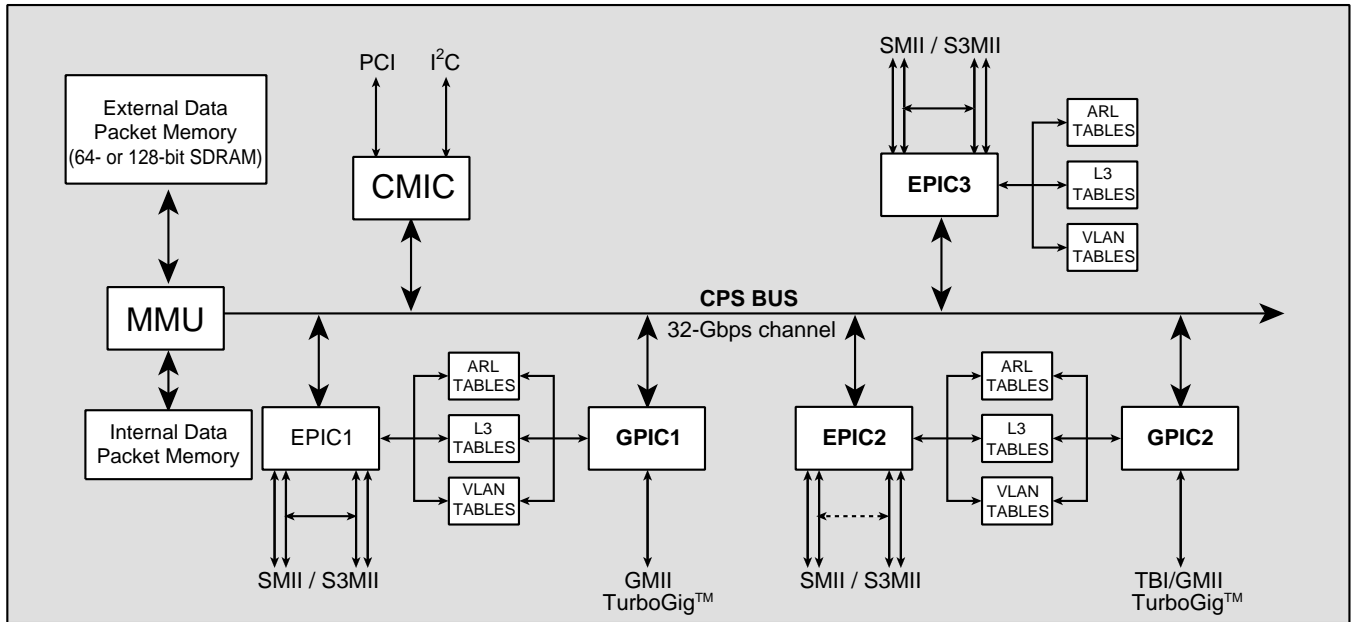 SMII / S3MII
PCI
I²C
External Data
Packet Memory
(64- or 128-bit SDRAM)
ARL
TABLES
CMIC
EPIC3
L3
TABLES
VLAN
TABLES
MMU
CPS BUS
32-Gbps channel
Internal Data
Packet Memory
EPIC1
ARL
TABLES
L3
TABLES
VLAN
TABLES
GPIC1
EPIC2
ARL
TABLES
L3
TABLES
VLAN
TABLES
GPIC2
SMII / S3MII
GMII
TurboGig™
SMII / S3MII
TBI/GMII
TurboGig™